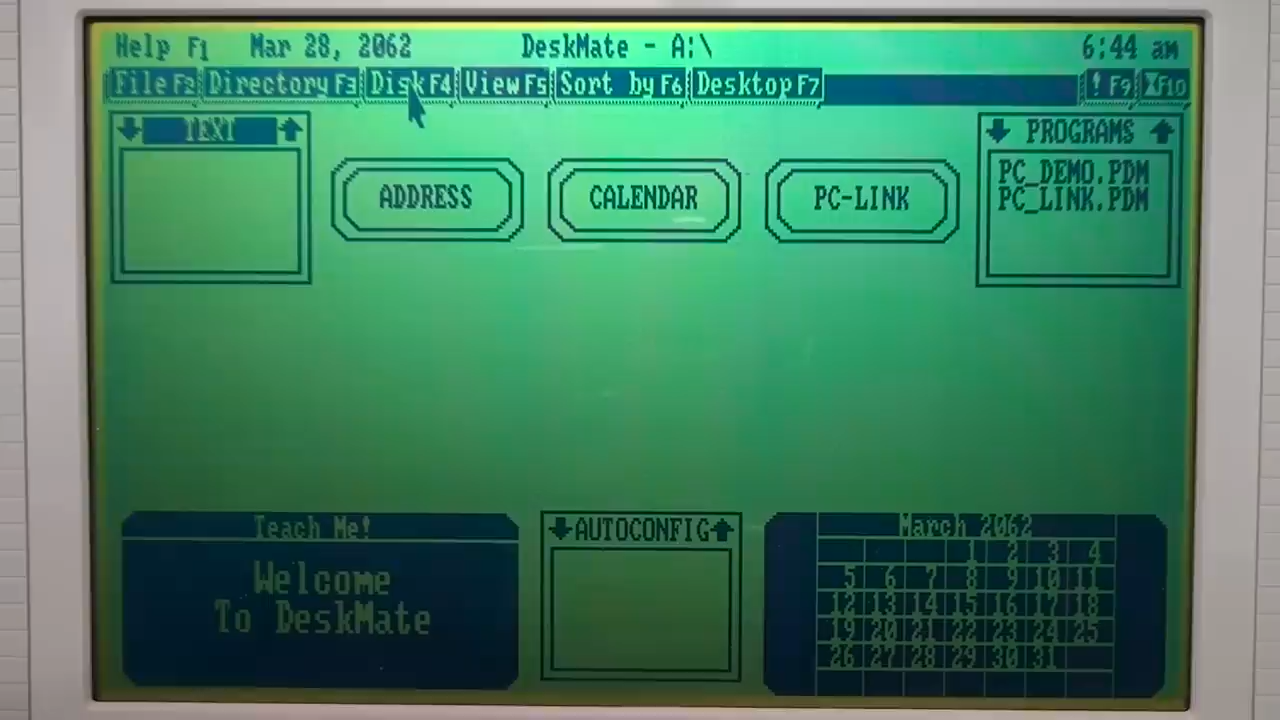 Help F1 Mar 28, 2062 DeskMate - A:\ 6:44 am
File F2 Directory F3 Disk F4 View F5 Sort by F6 Desktop F7 ! F9 F10
TEXT
ADDRESS
CALENDAR
PC-LINK
PROGRAMS
PC_DEMO.PDM
PC_LINK.PDM
Teach Me!
Welcome
To DeskMate
AUTOCONFIG
March 2062
1 2 3 4
5 6 7 8 9 10 11
12 13 14 15 16 17 18
19 20 21 22 23 24 25
26 27 28 29 30 31